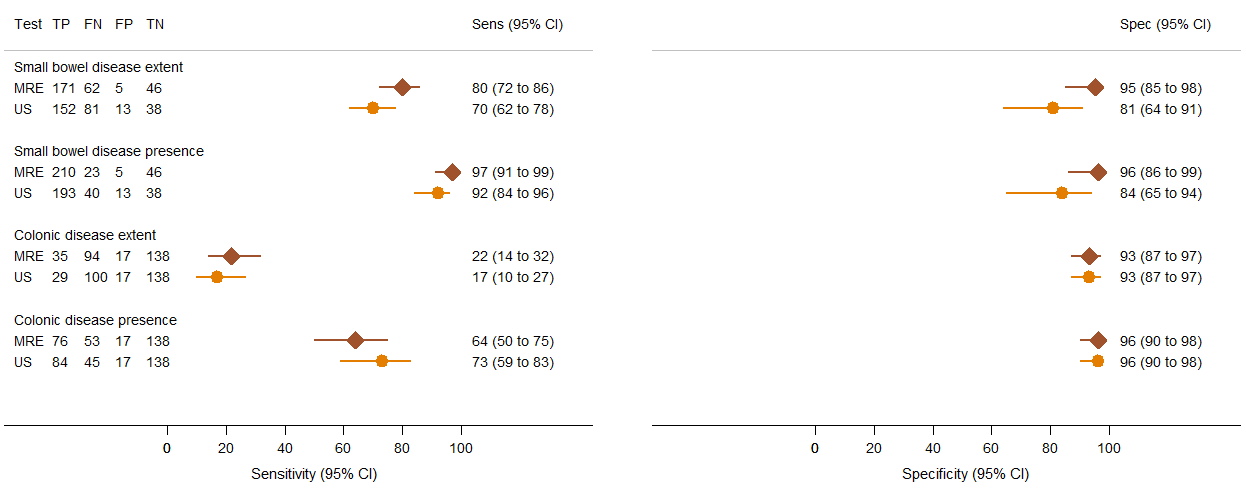 Test TP FN FP TN Sens (95% CI) Spec (95% CI)
Small bowel disease extent
MRE 171 62 5 46 80 (72 to 86) 95 (85 to 98)
US 152 81 13 38 70 (62 to 78) 81 (64 to 91)
Small bowel disease presence
MRE 210 23 5 46 97 (91 to 99) 96 (86 to 99)
US 193 40 13 38 92 (84 to 96) 84 (65 to 94)
Colonic disease extent
MRE 35 94 17 138 22 (14 to 32) 93 (87 to 97)
US 29 100 17 138 17 (10 to 27) 93 (87 to 97)
Colonic disease presence
MRE 76 53 17 138 64 (50 to 75) 96 (90 to 98)
US 84 45 17 138 73 (59 to 83) 96 (90 to 98)
0 20 40 60 80 100 0 20 40 60 80 100
Sensitivity (95% CI) Specificity (95% CI)